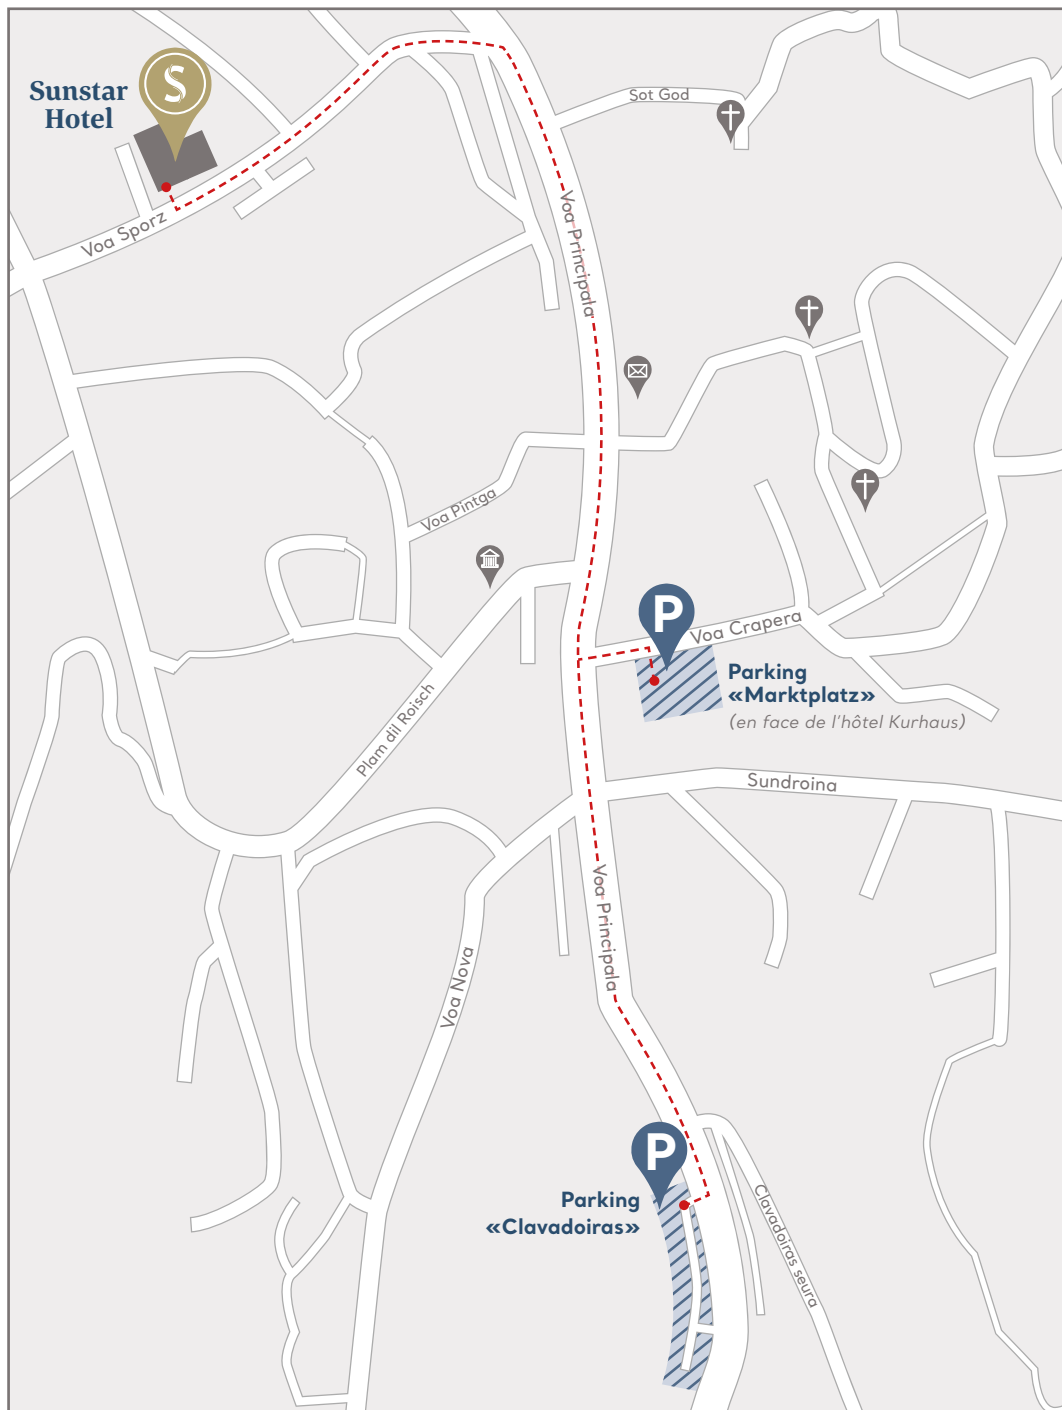 Sunstar
Hotel
S
Sot God
Voa Sporz
Voa Principala
Voa Pintga
P
Voa Crapera
Parking
«Marktplatz»
(en face de l'hôtel Kurhaus)
Plam dil Roisch
Sundroina
Voa Principala
Voa Nova
P
Parking
«Clavadoiras»
Clavadoiras seura